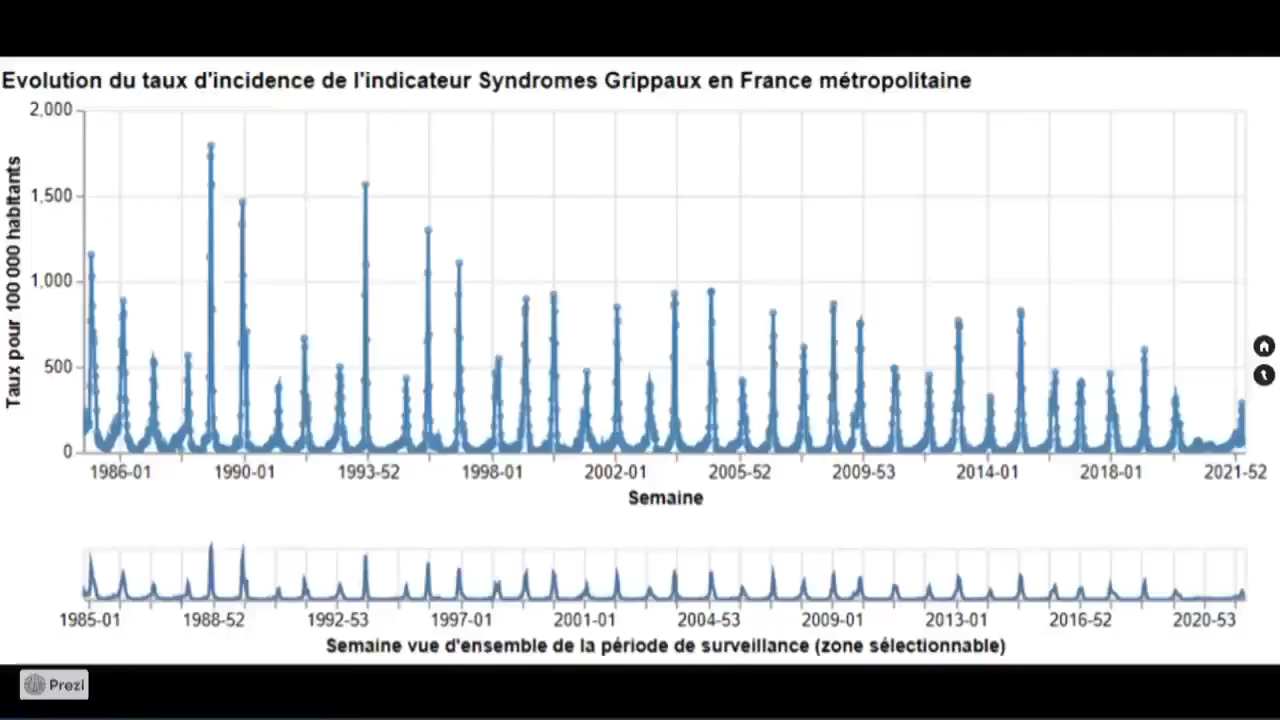 Evolution du taux d'incidence de l'indicateur Syndromes Grippaux en France métropolitaine
Taux pour 100 000 habitants
2,000
1,500
1,000
500
0
1986-01 1990-01 1993-52 1998-01 2002-01 2005-52 2009-53 2014-01 2018-01 2021-52
Semaine
1985-01 1988-52 1992-53 1997-01 2001-01 2004-53 2009-01 2013-01 2016-52 2020-53
Semaine vue d'ensemble de la période de surveillance (zone sélectionnable)
Prezi